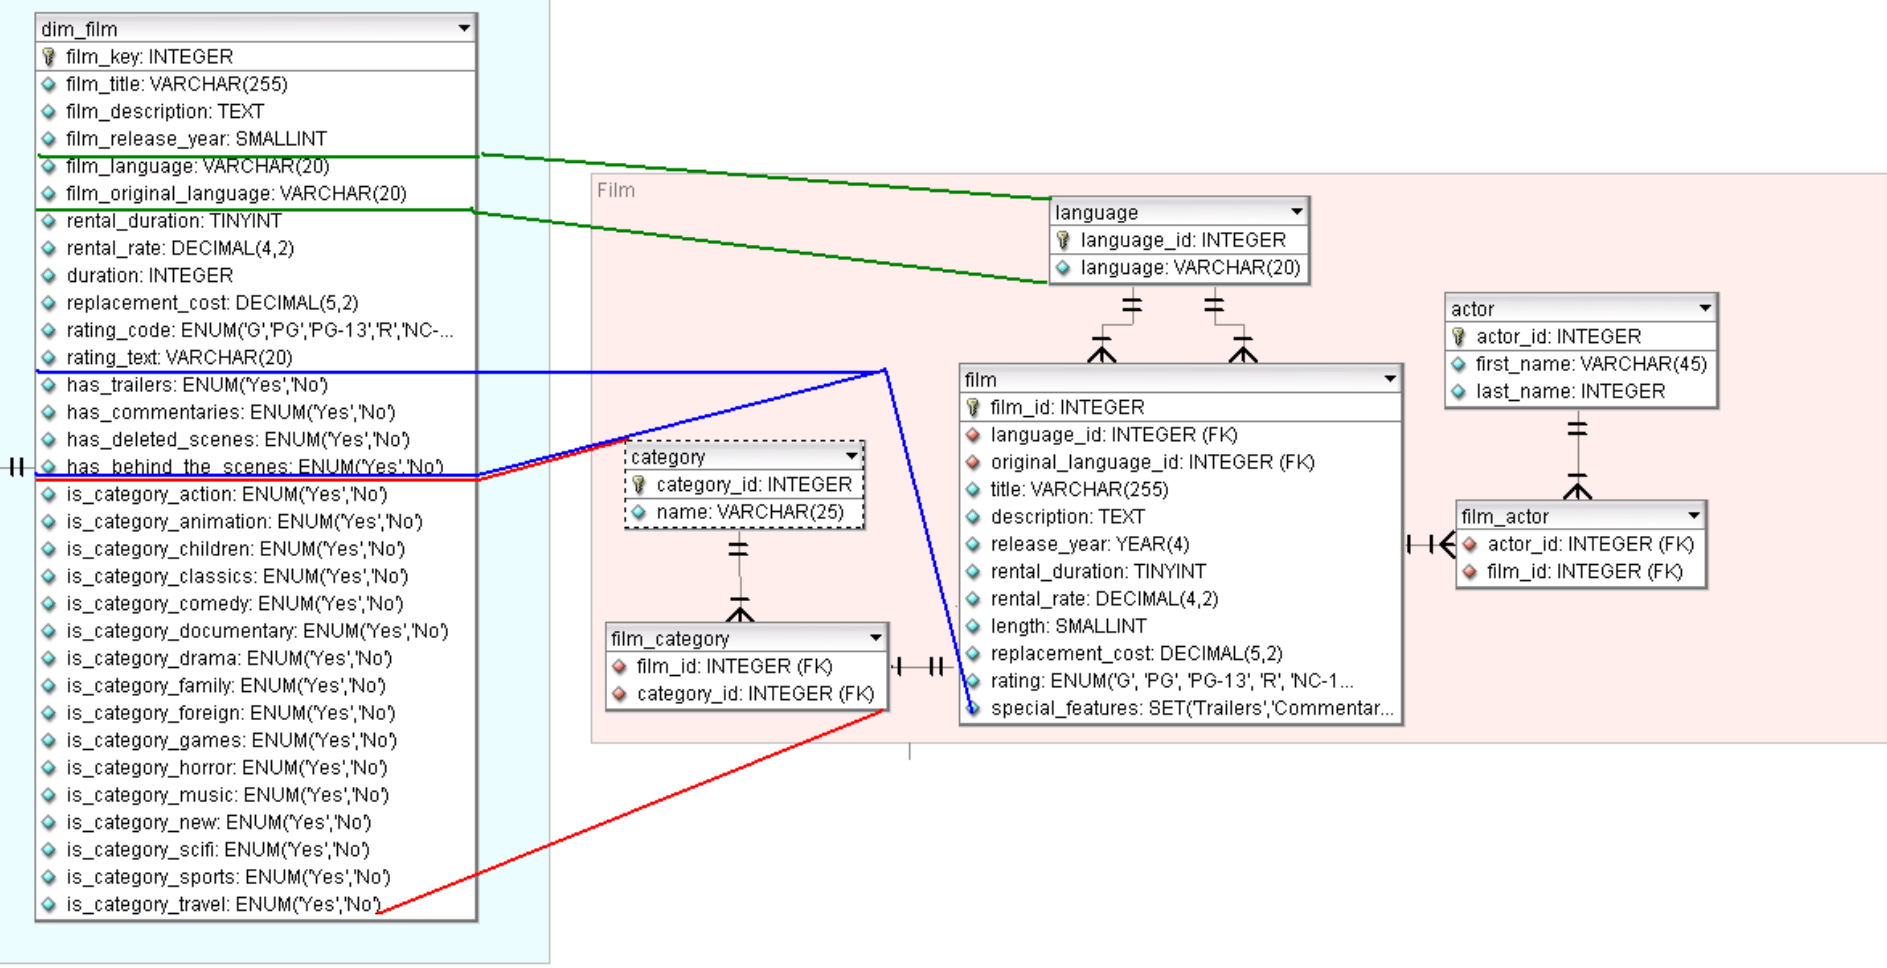 dim_film
film_key: INTEGER
film_title: VARCHAR(255)
film_description: TEXT
film_release_year: SMALLINT
film_language: VARCHAR(20)
film_original_language: VARCHAR(20)
rental_duration: TINYINT
rental_rate: DECIMAL(4,2)
duration: INTEGER
replacement_cost: DECIMAL(5,2)
rating_code: ENUM('G','PG','PG-13','R','NC-...
rating_text: VARCHAR(20)
has_trailers: ENUM('Yes','No')
has_commentaries: ENUM('Yes','No')
has_deleted_scenes: ENUM('Yes','No')
has_behind_the_scenes: ENUM('Yes','No')
is_category_action: ENUM('Yes','No')
is_category_animation: ENUM('Yes','No')
is_category_children: ENUM('Yes','No')
is_category_classics: ENUM('Yes','No')
is_category_comedy: ENUM('Yes','No')
is_category_documentary: ENUM('Yes','No')
is_category_drama: ENUM('Yes','No')
is_category_family: ENUM('Yes','No')
is_category_foreign: ENUM('Yes','No')
is_category_games: ENUM('Yes','No')
is_category_horror: ENUM('Yes','No')
is_category_music: ENUM('Yes','No')
is_category_new: ENUM('Yes','No')
is_category_scifi: ENUM('Yes','No')
is_category_sports: ENUM('Yes','No')
is_category_travel: ENUM('Yes','No')
Film
language
language_id: INTEGER
language: VARCHAR(20)
actor
actor_id: INTEGER
first_name: VARCHAR(45)
last_name: INTEGER
film
film_id: INTEGER
language_id: INTEGER (FK)
original_language_id: INTEGER (FK)
title: VARCHAR(255)
description: TEXT
release_year: YEAR(4)
rental_duration: TINYINT
rental_rate: DECIMAL(4,2)
length: SMALLINT
replacement_cost: DECIMAL(5,2)
rating: ENUM('G', 'PG', 'PG-13', 'R', 'NC-1...
special_features: SET('Trailers','Commentar...
category
category_id: INTEGER
name: VARCHAR(25)
film_category
film_id: INTEGER (FK)
category_id: INTEGER (FK)
film_actor
actor_id: INTEGER (FK)
film_id: INTEGER (FK)